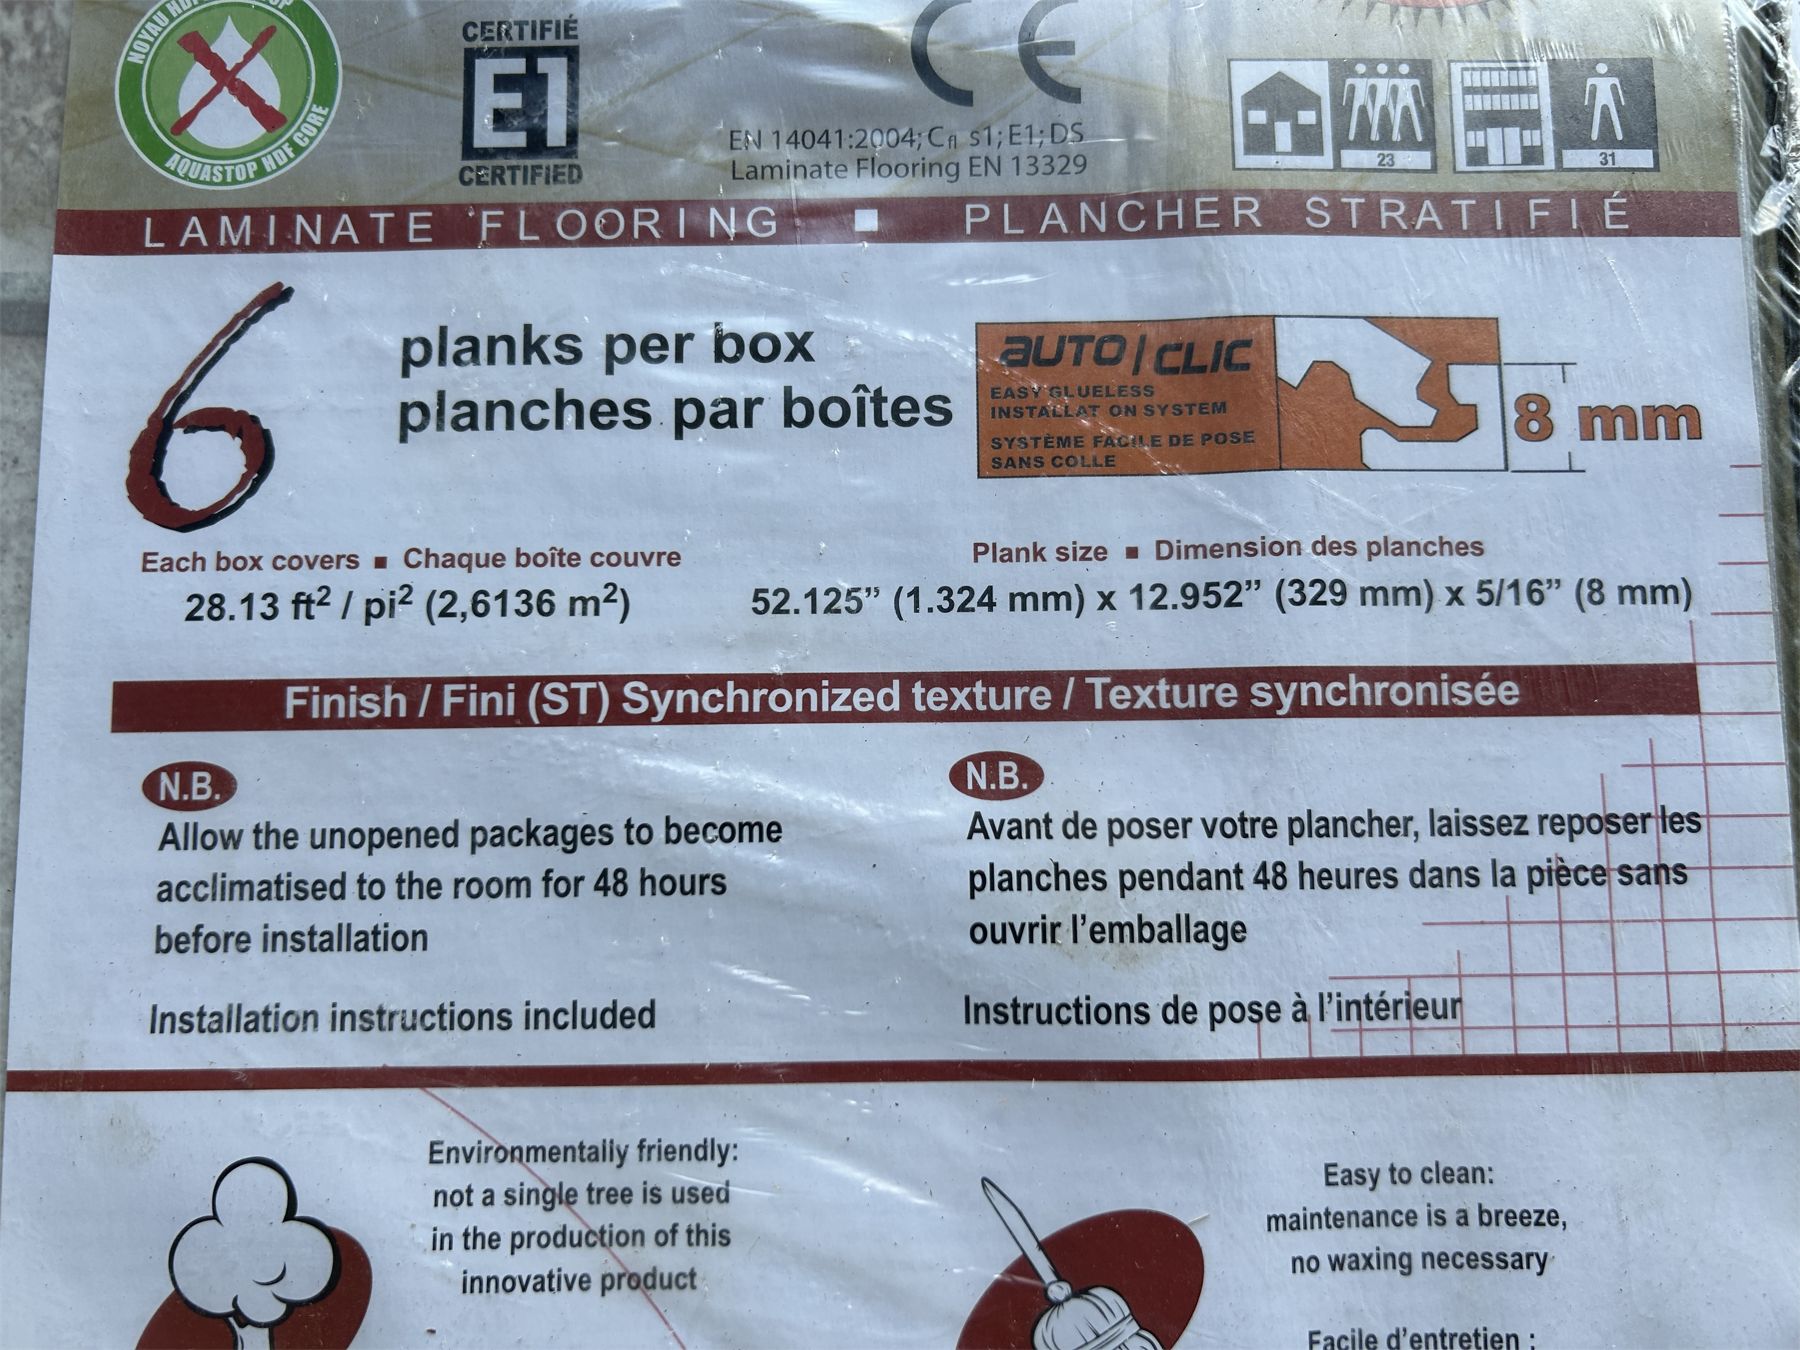 CERTIFIÉ
E1
CERTIFIED
AQUASTOP HDF CORE
CE
EN 14041:2004; Cfl s1; E1; DS
Laminate Flooring EN 13329
23
31
LAMINATE FLOORING ■ PLANCHER STRATIFIÉ
6
planks per box
planches par boîtes
AUTO/CLIC
EASY GLUELESS
INSTALLAT ON SYSTEM
SYSTÈME FACILE DE POSE
SANS COLLE
8 mm
Each box covers ■ Chaque boîte couvre
28.13 ft² / pi² (2,6136 m²)
Plank size ■ Dimension des planches
52.125” (1.324 mm) x 12.952” (329 mm) x 5/16” (8 mm)
Finish / Fini (ST) Synchronized texture / Texture synchronisée
N.B.
Allow the unopened packages to become
acclimatised to the room for 48 hours
before installation
Installation instructions included
N.B.
Avant de poser votre plancher, laissez reposer les
planches pendant 48 heures dans la pièce sans
ouvrir l’emballage
Instructions de pose à l’intérieur
Environmentally friendly:
not a single tree is used
in the production of this
innovative product
Easy to clean:
maintenance is a breeze,
no waxing necessary
Facile d’entretien :